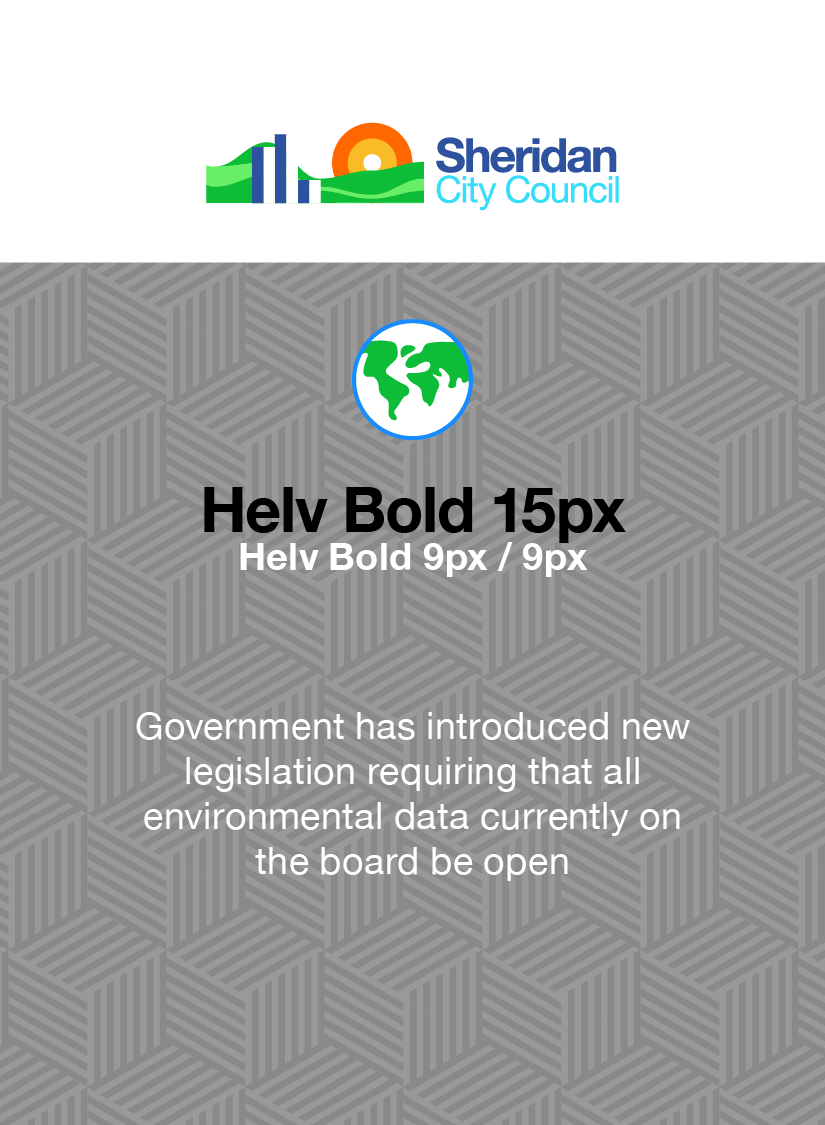 Sheridan
City Council
Helv Bold 15px
Helv Bold 9px / 9px
Government has introduced new
legislation requiring that all
environmental data currently on
the board be open